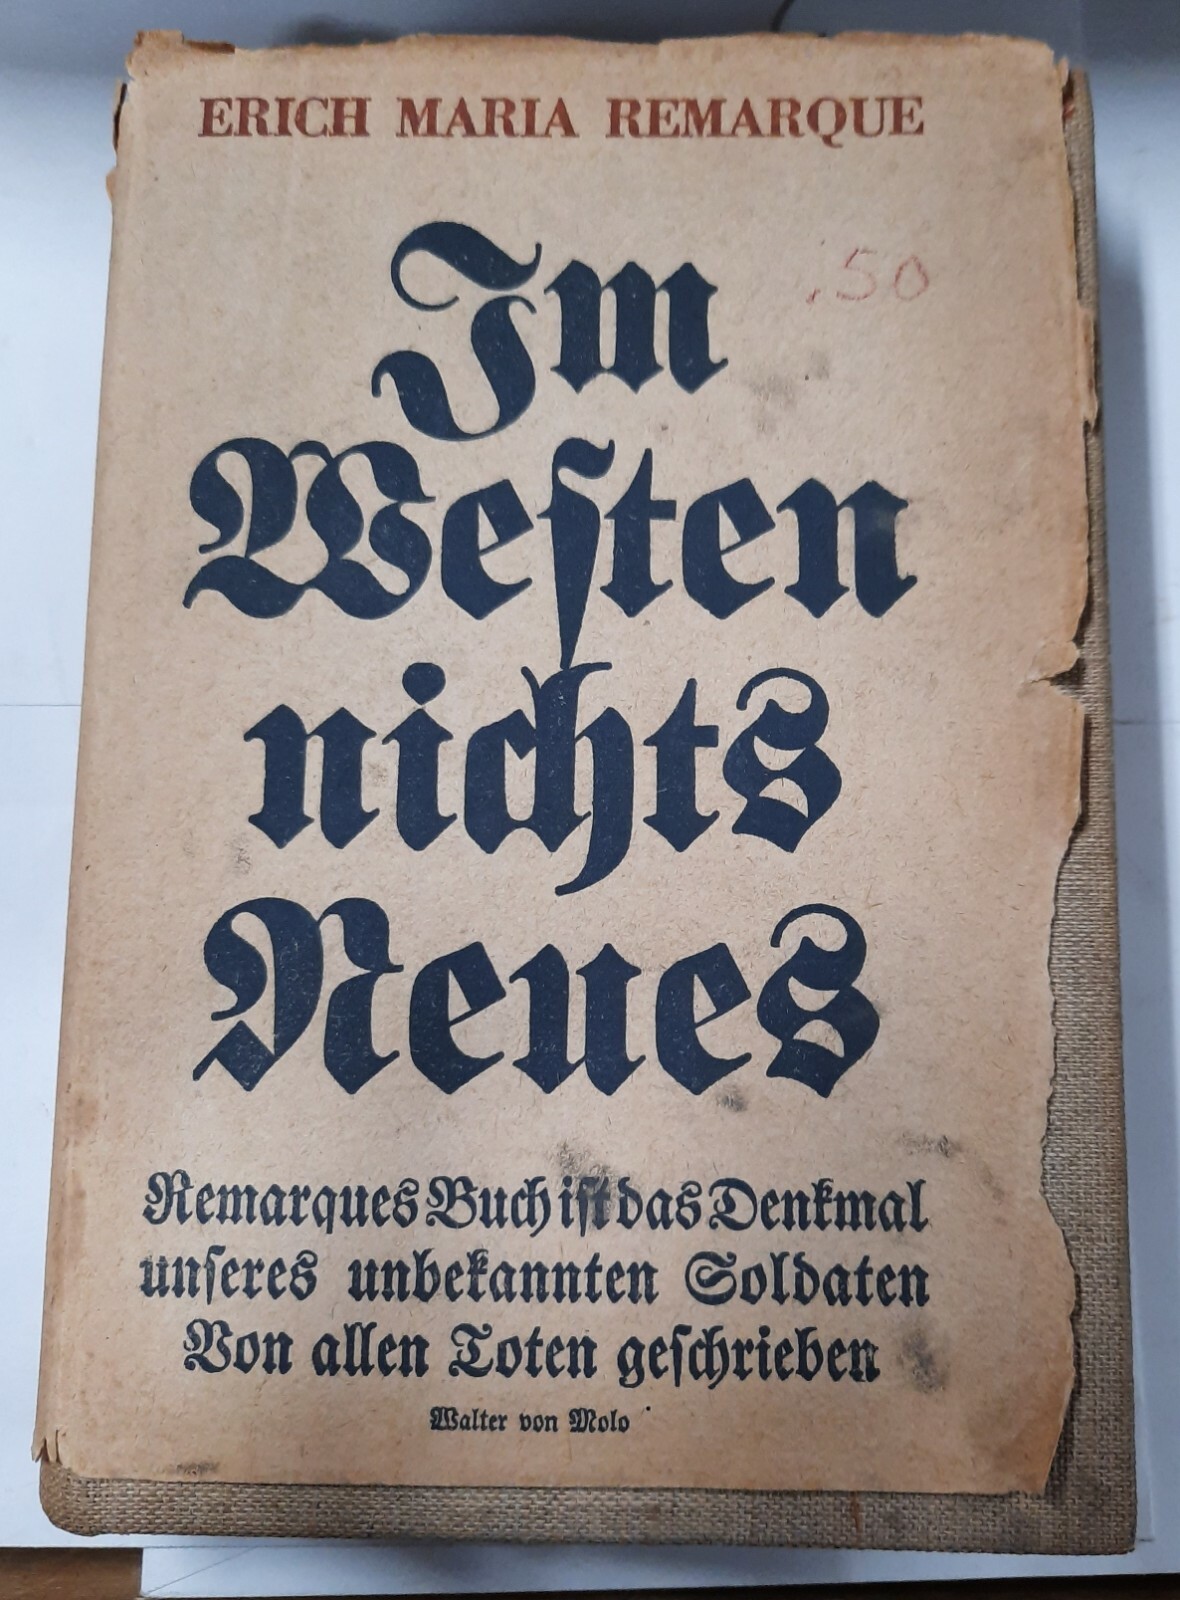 ERICH MARIA REMARQUE
.50
Im
Weſten
nichts
Neues
Remarques Buch iſt das Denkmal
unſeres unbekannten Soldaten
Von allen Toten geſchrieben
Walter von Molo